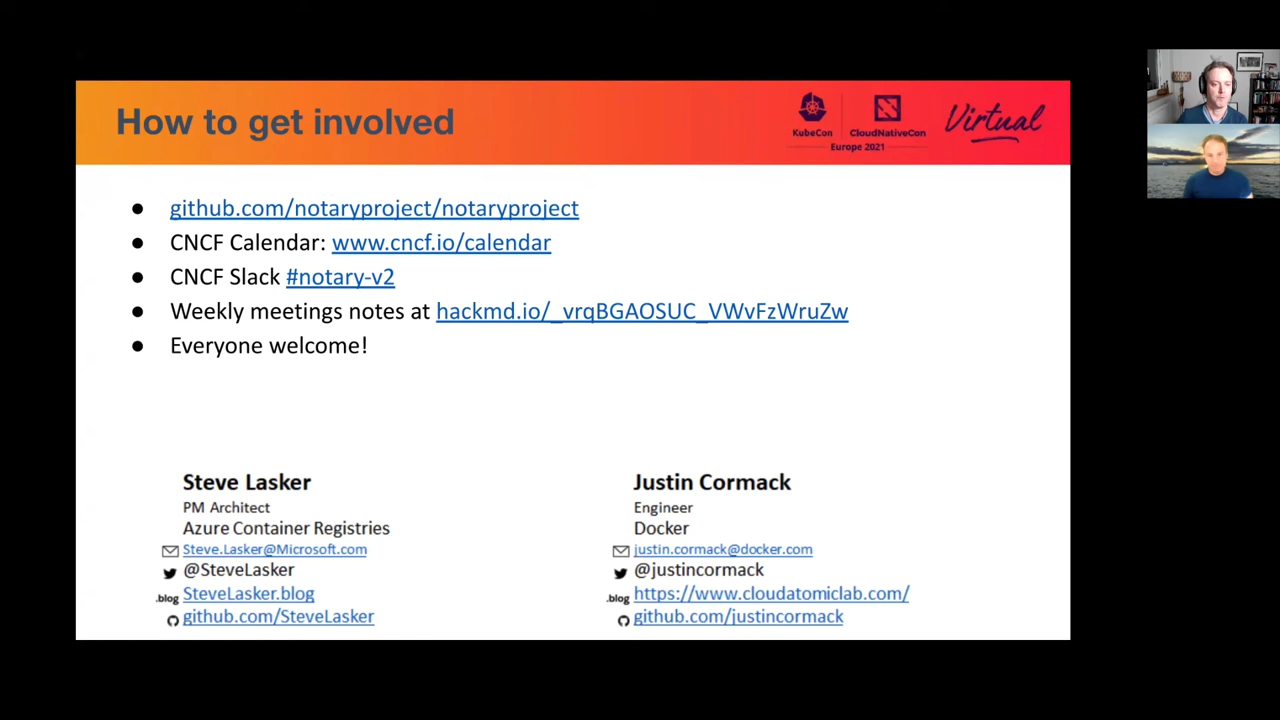 How to get involved
KubeCon
CloudNativeCon
Europe 2021
Virtual
● github.com/notaryproject/notaryproject
● CNCF Calendar: www.cncf.io/calendar
● CNCF Slack #notary-v2
● Weekly meetings notes at hackmd.io/_vrqBGAOSUC_VWvFzWruZw
● Everyone welcome!
Steve Lasker
PM Architect
Azure Container Registries
Steve.Lasker@Microsoft.com
@SteveLasker
.blog SteveLasker.blog
github.com/SteveLasker
Justin Cormack
Engineer
Docker
justin.cormack@docker.com
@justincormack
.blog https://www.cloudatomiclab.com/
github.com/justincormack